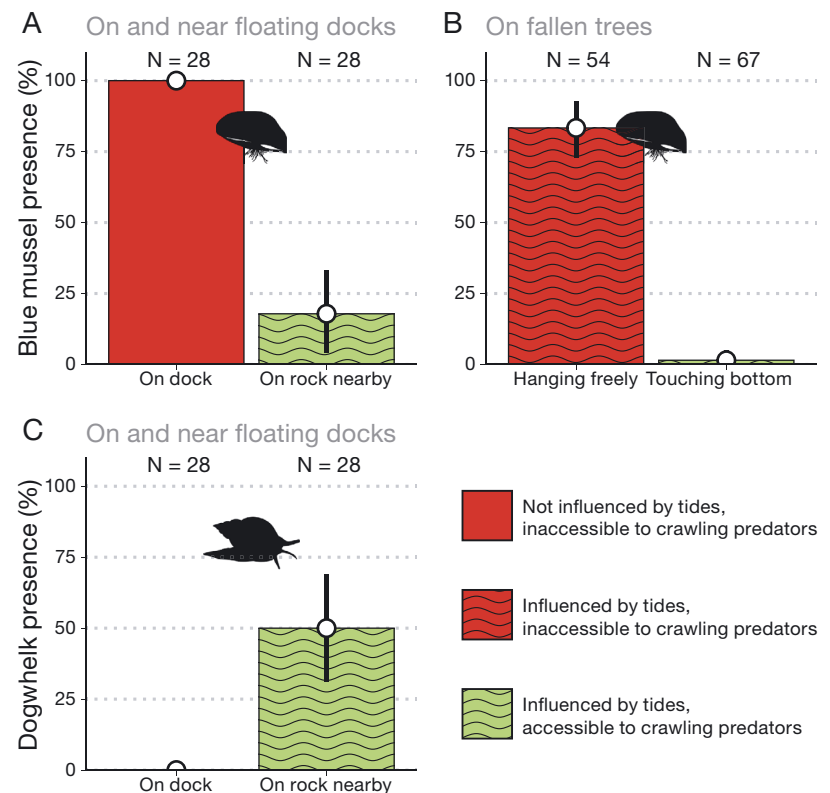 A On and near floating docks
Blue mussel presence (%)
N = 28 N = 28
100
75
50
25
0
On dock On rock nearby
B On fallen trees
N = 54 N = 67
100
75
50
25
0
Hanging freely Touching bottom
C On and near floating docks
Dogwhelk presence (%)
N = 28 N = 28
100
75
50
25
0
On dock On rock nearby
Not influenced by tides,
inaccessible to crawling predators
Influenced by tides,
inaccessible to crawling predators
Influenced by tides,
accessible to crawling predators